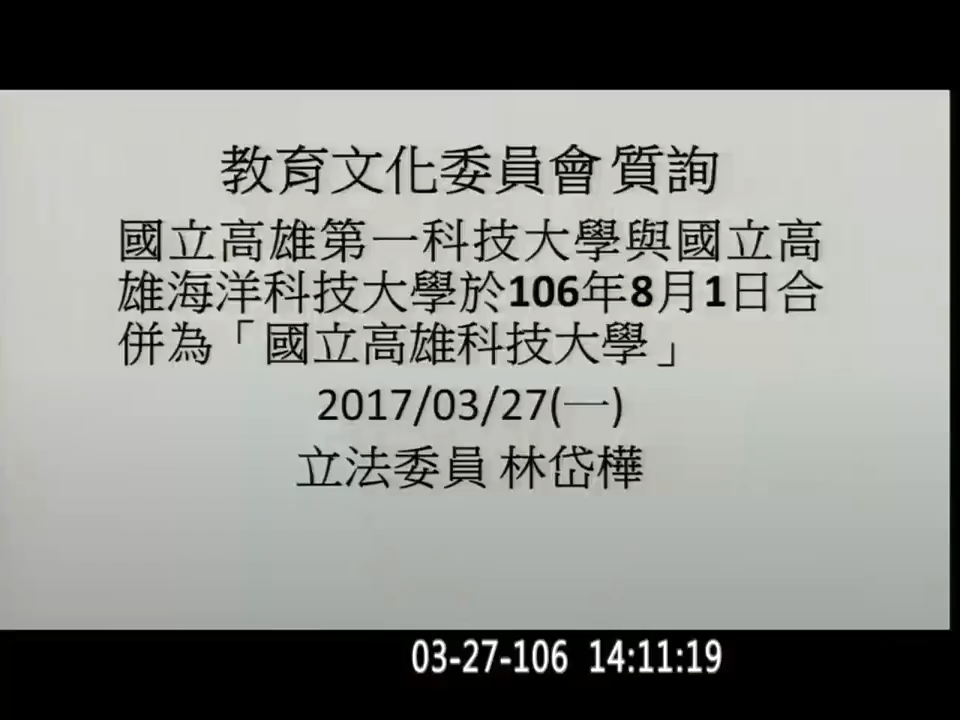 教育文化委員會 質詢
國立高雄第一科技大學與國立高
雄海洋科技大學於106年8月1日合
併為「國立高雄科技大學」
2017/03/27(一)
立法委員 林岱樺
03-27-106 14:11:19